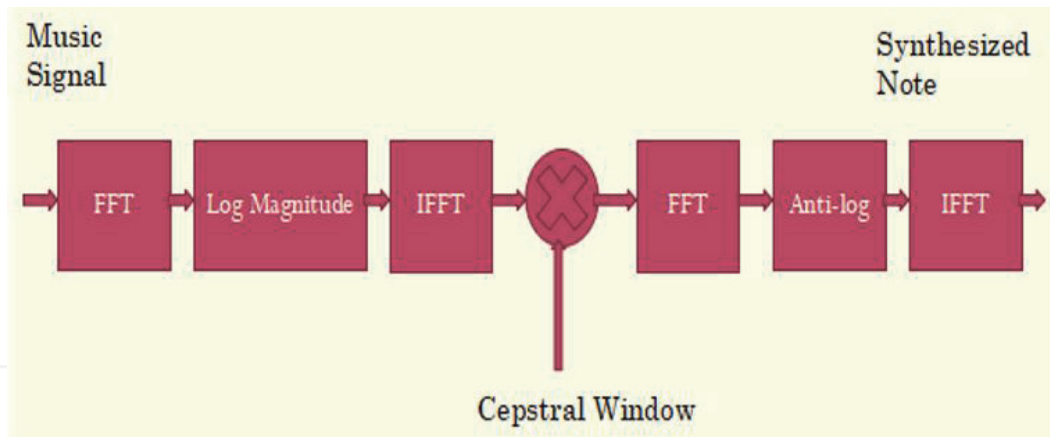 Music
Signal
Synthesized
Note
FFT
Log Magnitude
IFFT
FFT
Anti-log
IFFT
Cepstral Window